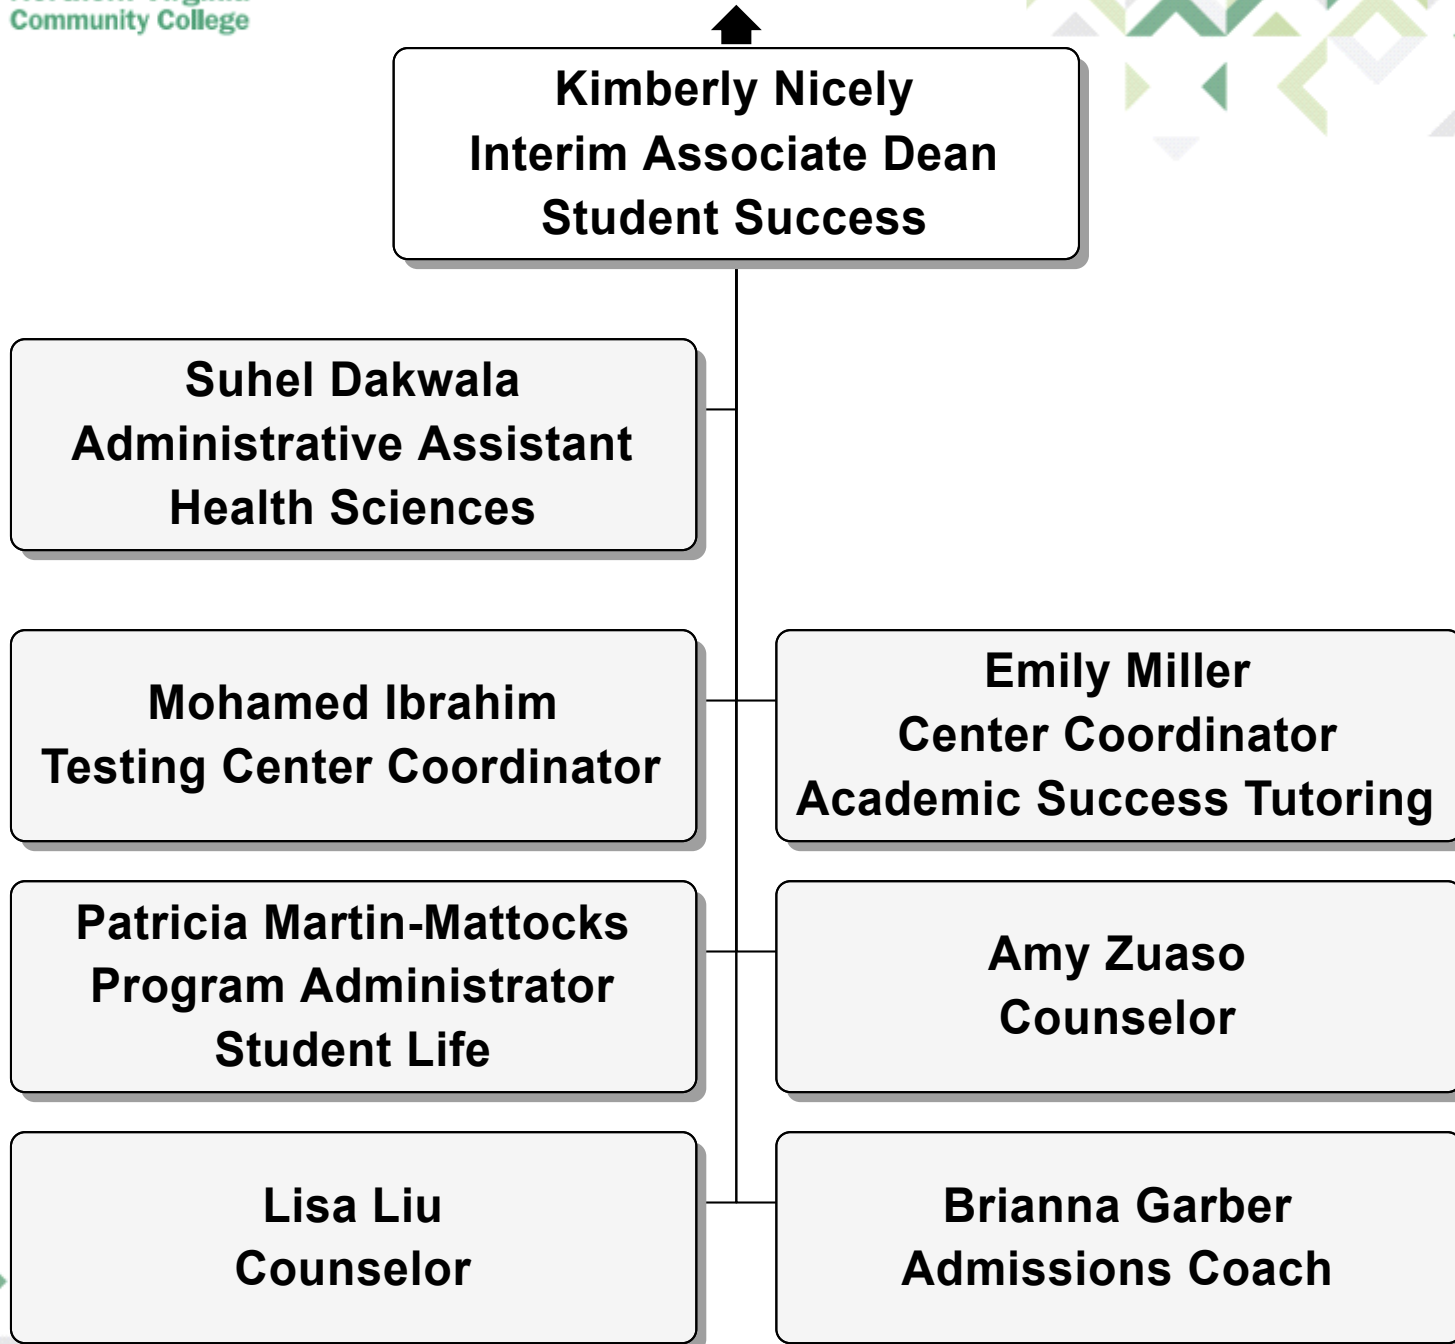 Community College
Kimberly Nicely
Interim Associate Dean
Student Success
Suhel Dakwala
Administrative Assistant
Health Sciences
Mohamed Ibrahim
Testing Center Coordinator
Emily Miller
Center Coordinator
Academic Success Tutoring
Patricia Martin-Mattocks
Program Administrator
Student Life
Amy Zuaso
Counselor
Lisa Liu
Counselor
Brianna Garber
Admissions Coach